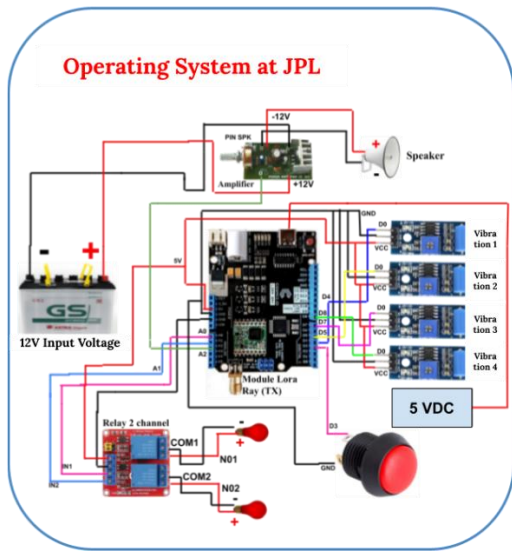 Operating System at JPL
-12V
PIN SPK
+
-
Speaker
Amplifier
+12V
GND
D0
VCC
Vibra
tion 1
-
+
5V
D0
Vibra
tion 2
GS
D4
D8
D7
D5
D0
VCC
Vibra
tion 3
12V Input Voltage
A0
A1
A2
D0
VCC
Vibra
tion 4
Module Lora
Ray (TX)
5 VDC
Relay 2 channel
COM1
-
+
N01
D3
IN1
IN2
COM2
GND
-
N02
+